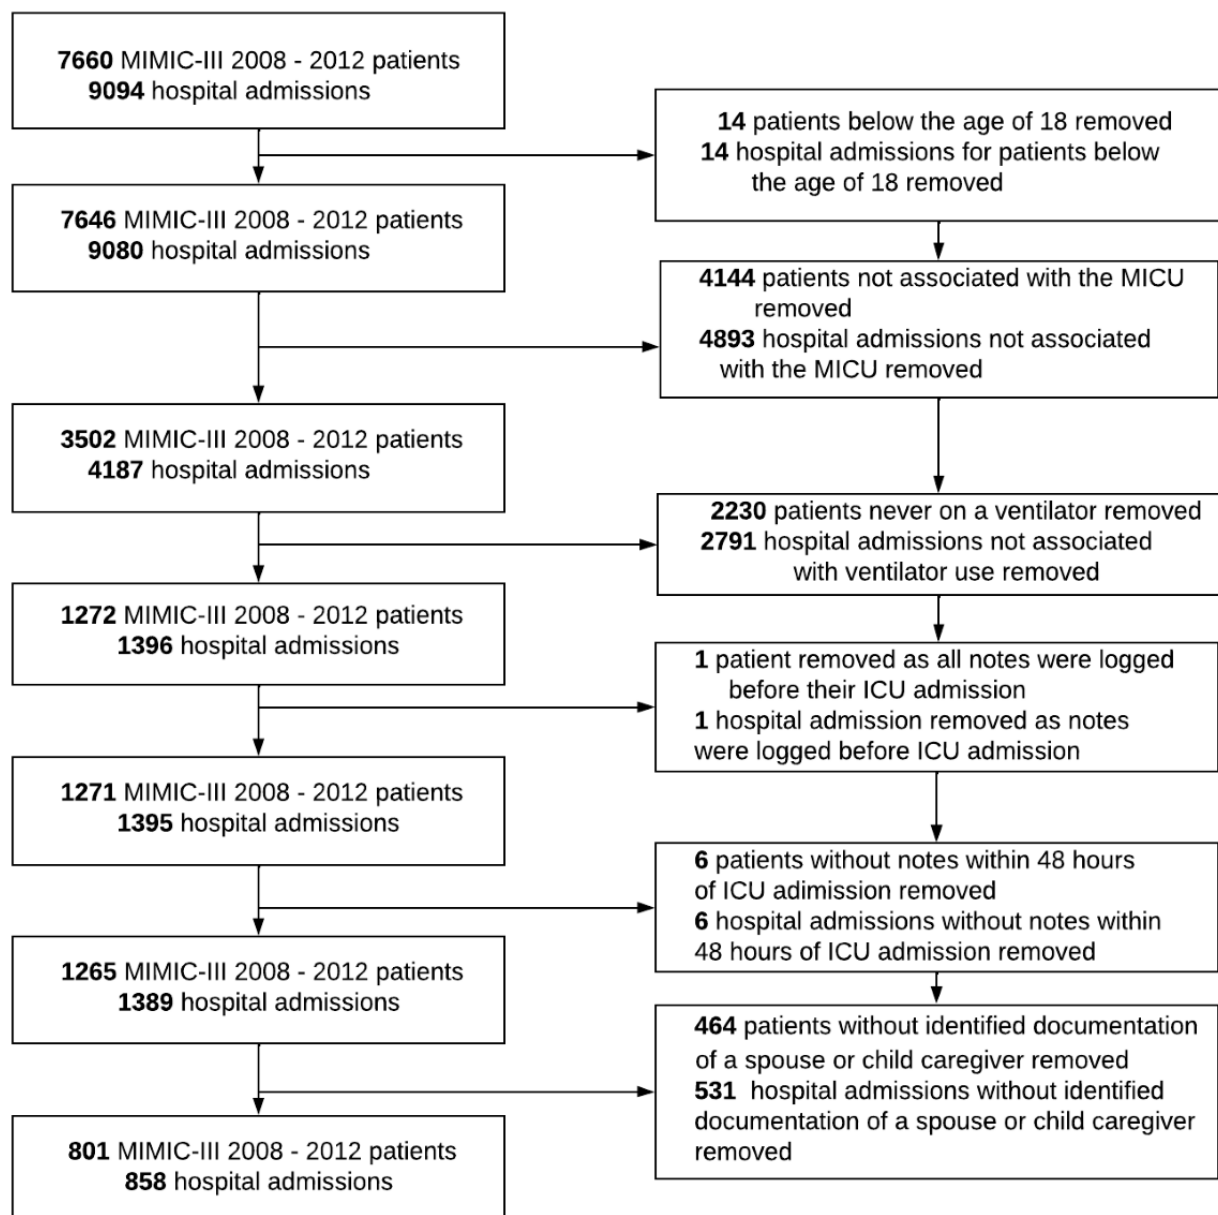 7660 MIMIC-III 2008 - 2012 patients
9094 hospital admissions
14 patients below the age of 18 removed
14 hospital admissions for patients below
the age of 18 removed
7646 MIMIC-III 2008 - 2012 patients
9080 hospital admissions
4144 patients not associated with the MICU
removed
4893 hospital admissions not associated
with the MICU removed
3502 MIMIC-III 2008 - 2012 patients
4187 hospital admissions
2230 patients never on a ventilator removed
2791 hospital admissions not associated
with ventilator use removed
1272 MIMIC-III 2008 - 2012 patients
1396 hospital admissions
1 patient removed as all notes were logged
before their ICU admission
1 hospital admission removed as notes
were logged before ICU admission
1271 MIMIC-III 2008 - 2012 patients
1395 hospital admissions
6 patients without notes within 48 hours
of ICU adimission removed
6 hospital admissions without notes within
48 hours of ICU admission removed
1265 MIMIC-III 2008 - 2012 patients
1389 hospital admissions
464 patients without identified documentation
of a spouse or child caregiver removed
531 hospital admissions without identified
documentation of a spouse or child caregiver
removed
801 MIMIC-III 2008 - 2012 patients
858 hospital admissions